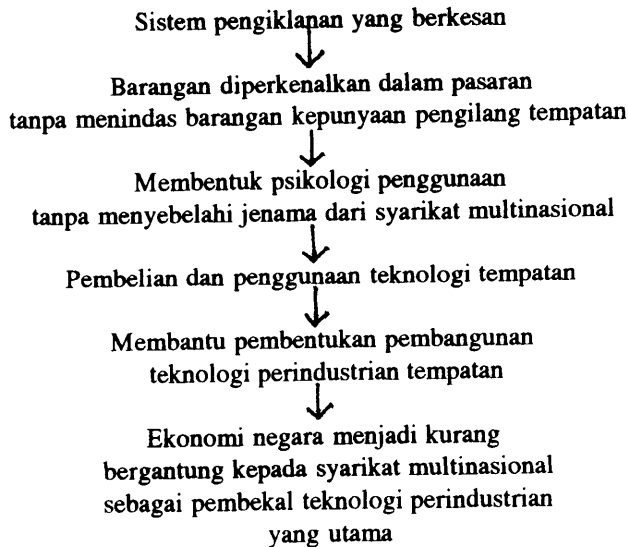 Sistem pengiklanan yang berkesan
Barangan diperkenalkan dalam pasaran
tanpa menindas barangan kepunyaan pengilang tempatan
Membentuk psikologi penggunaan
tanpa menyebelahi jenama dari syarikat multinasional
Pembelian dan penggunaan teknologi tempatan
Membantu pembentukan pembangunan
teknologi perindustrian tempatan
Ekonomi negara menjadi kurang
bergantung kepada syarikat multinasional
sebagai pembekal teknologi perindustrian
yang utama